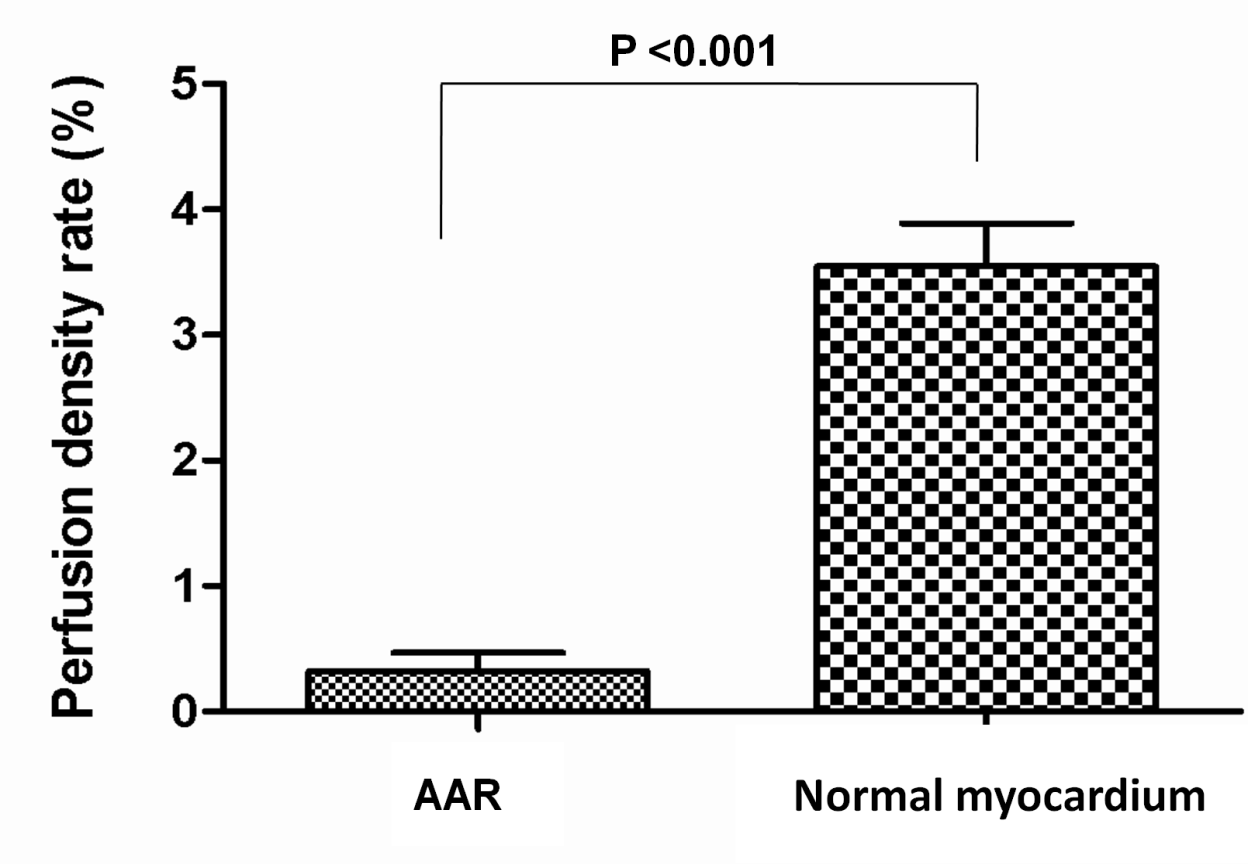 P <0.001
Perfusion density rate (%)
5
4
3
2
1
0
AAR
Normal myocardium